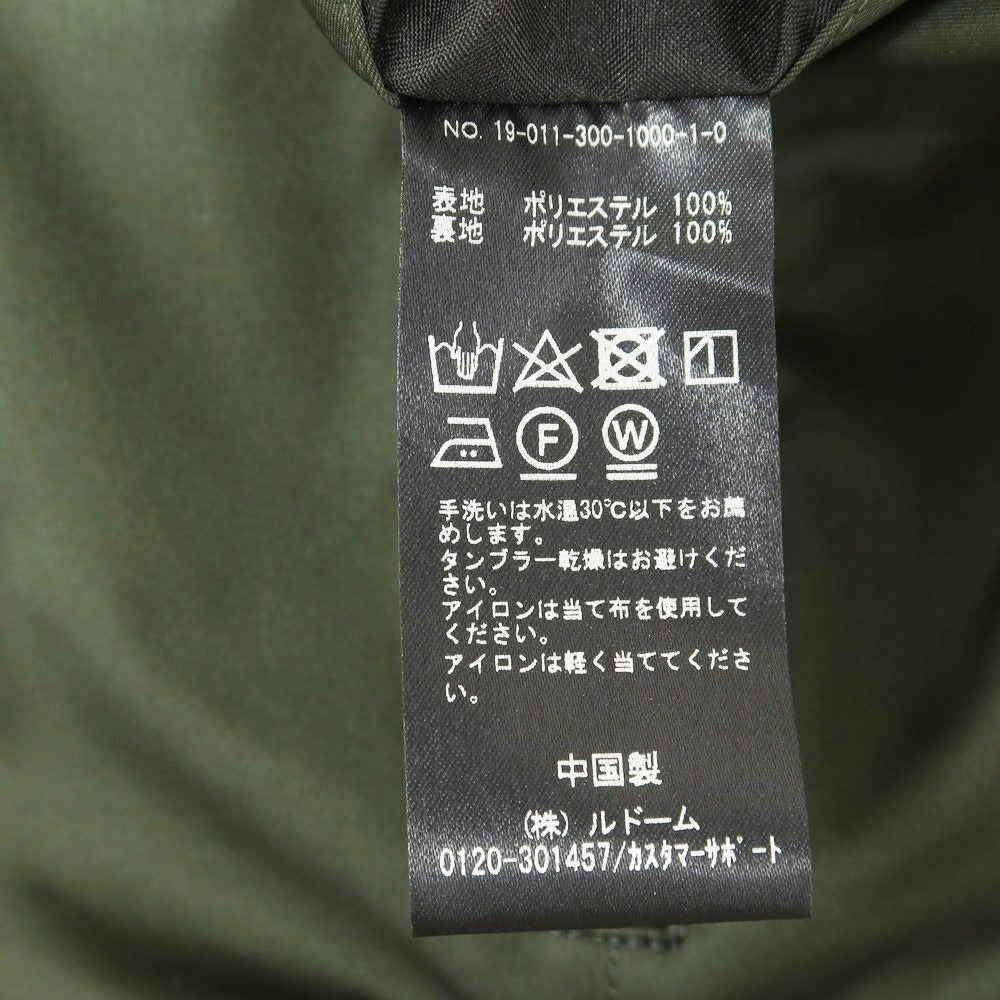 NO. 19-011-300-1000-1-0
表地 ポリエステル 100%
裏地 ポリエステル 100%
F W
手洗いは水温30℃以下をお薦
めします。
タンブラー乾燥はお避けくだ
さい。
アイロンは当て布を使用して
ください。
アイロンは軽く当ててくださ
い。
中国製
(株) ルドーム
0120-301457/ｶｽﾀﾏｰｻﾎﾟｰﾄ